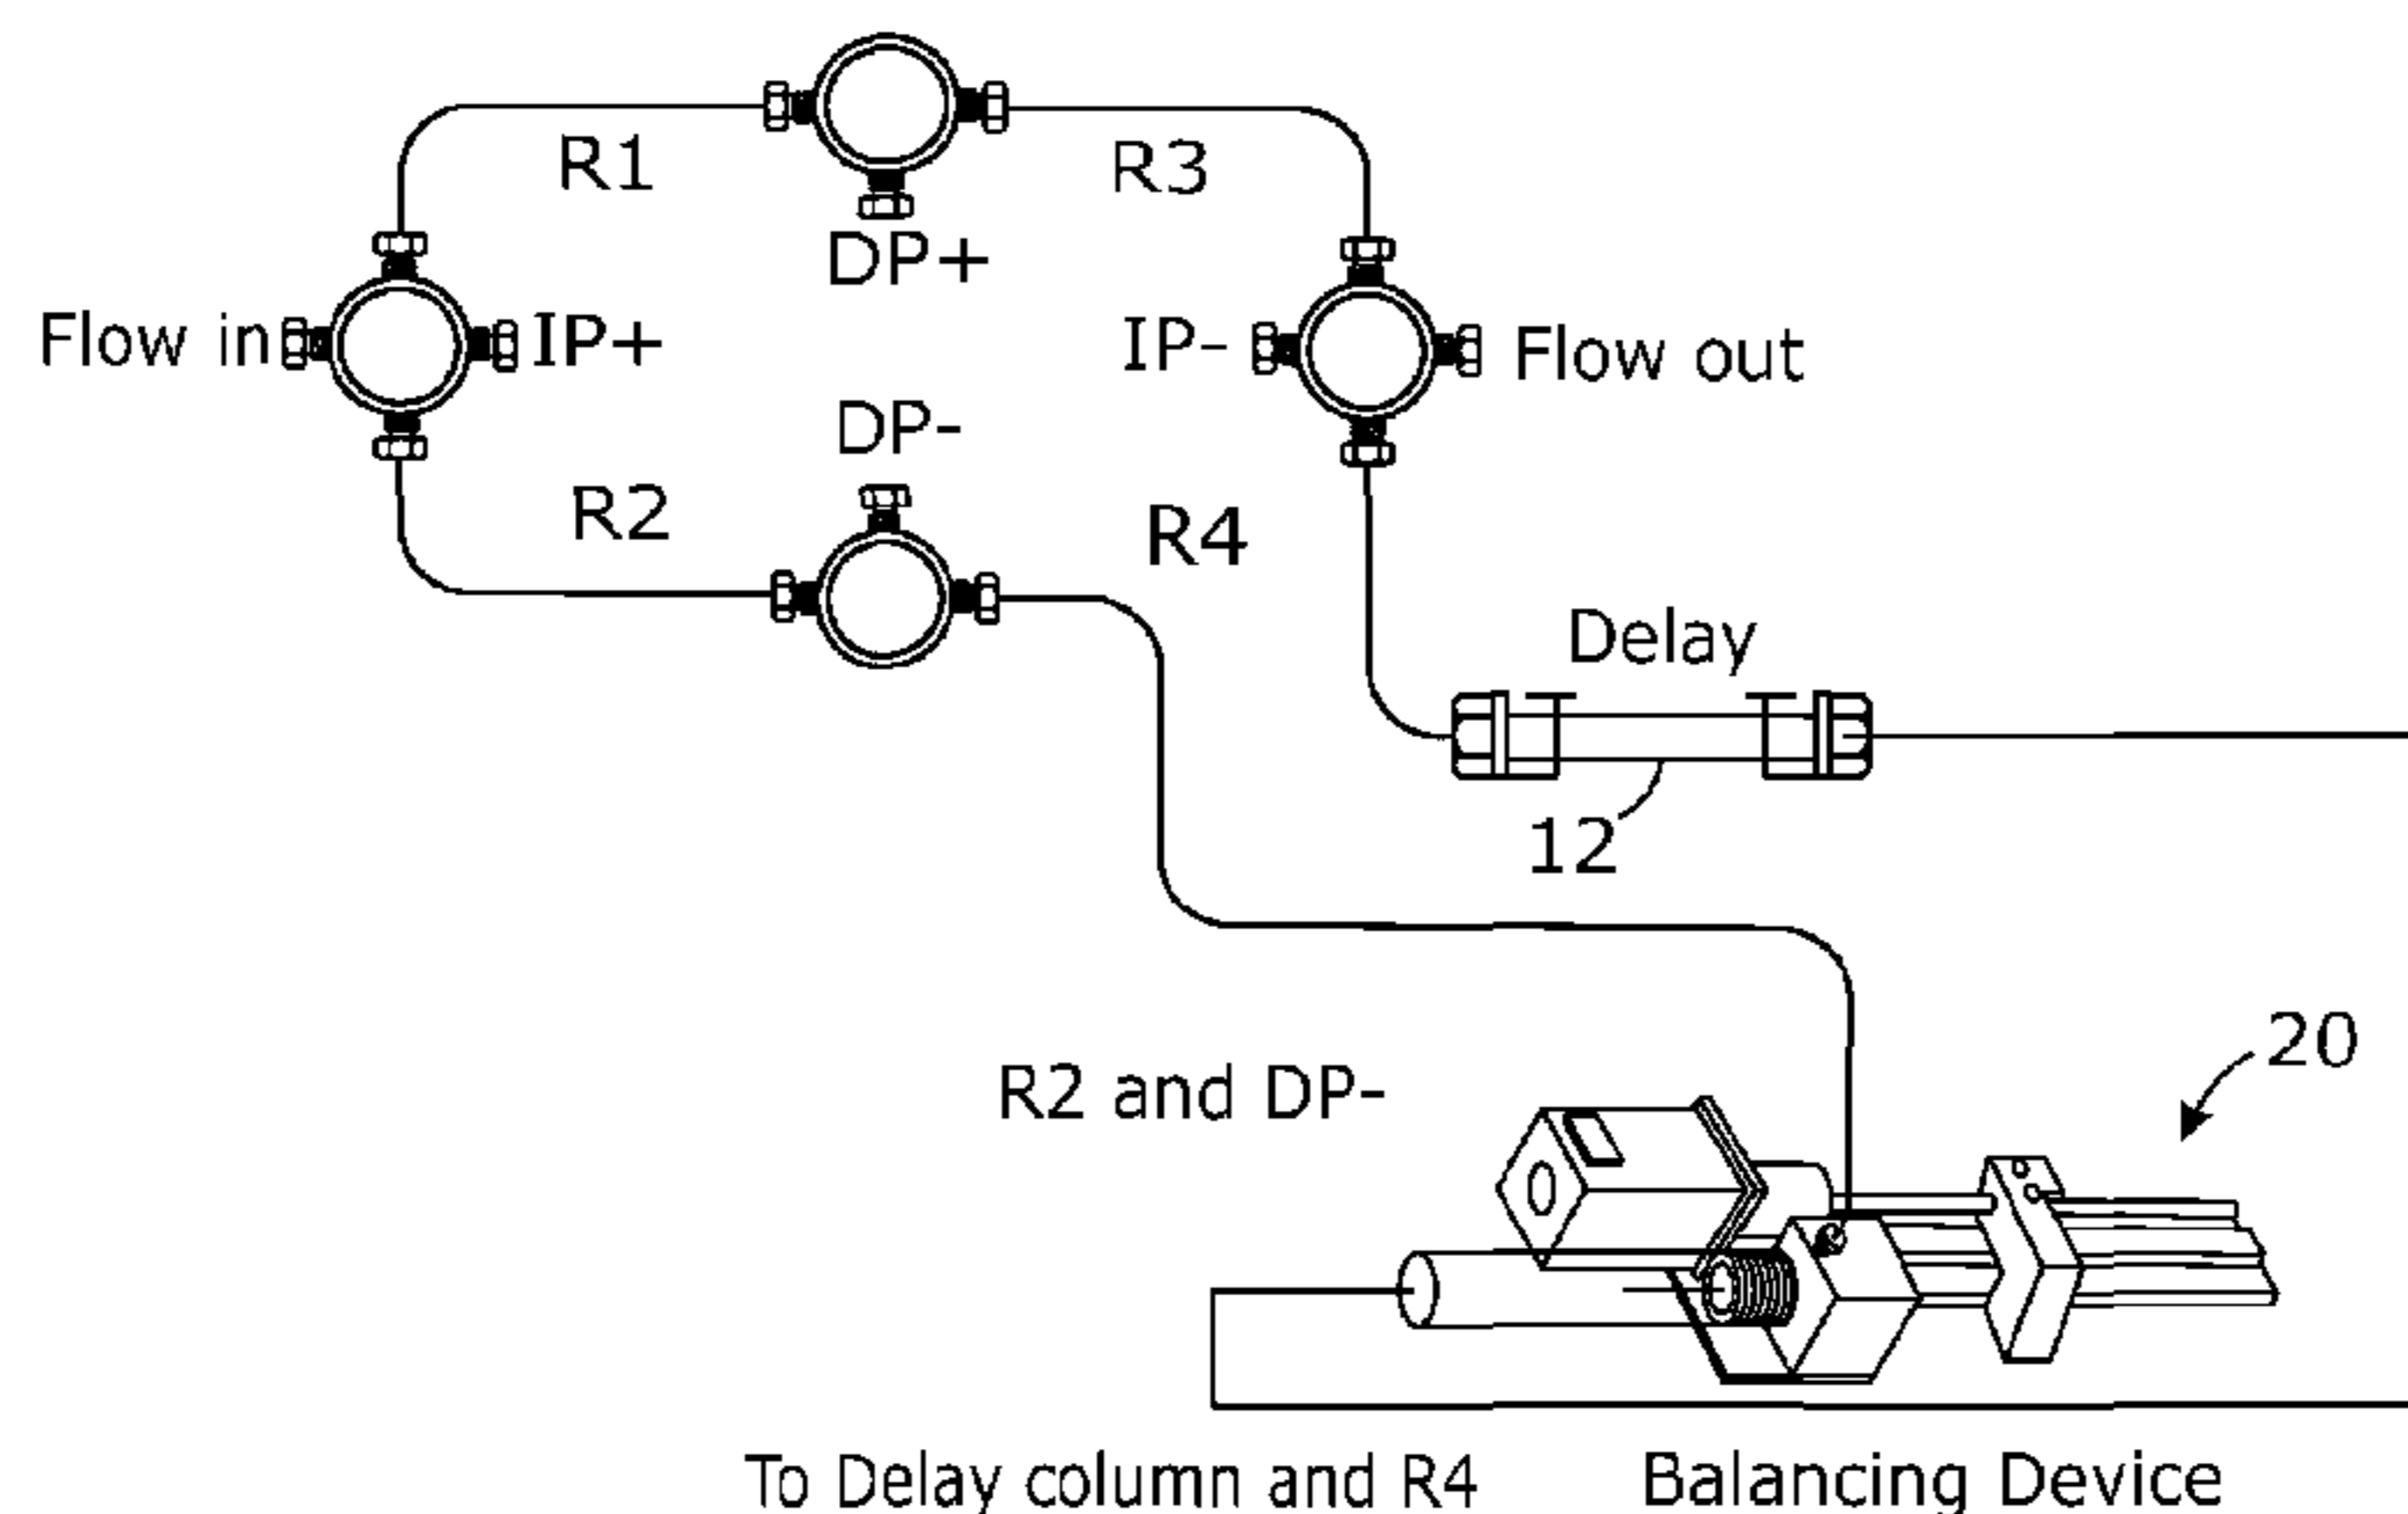 R1
R3
DP+
Flow in
IP+
IP-
Flow out
DP-
R2
R4
Delay
12
20
R2 and DP-
To Delay column and R4
Balancing Device